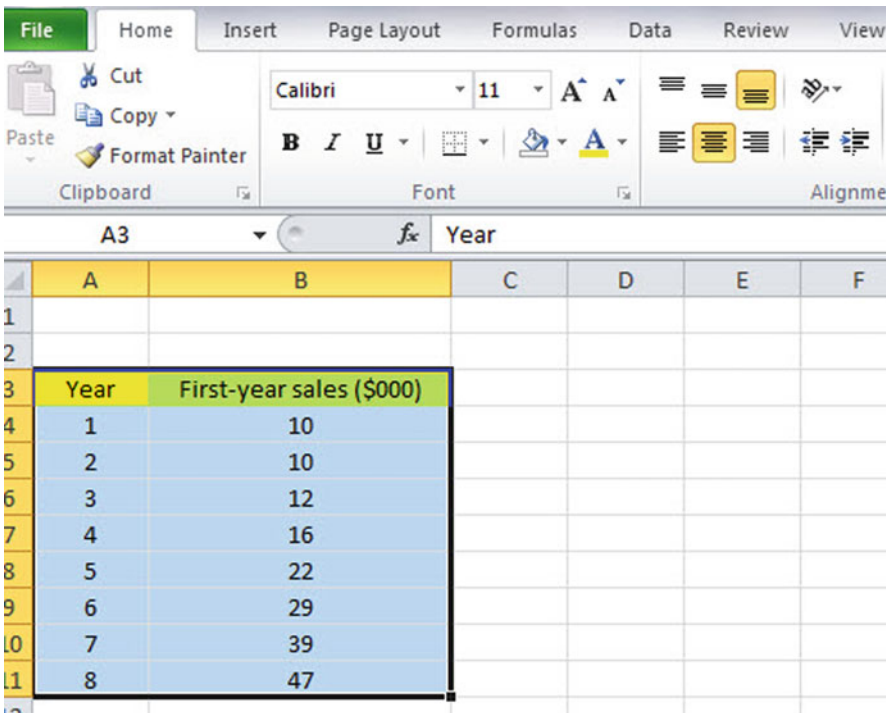 File Home Insert Page Layout Formulas Data Review View
Cut
Calibri 11 A A
Copy
Paste
Format Painter B I U A
Clipboard Font Alignme
A3 fx Year
A B C D E F
1
2
3 Year First-year sales ($000)
4 1 10
5 2 10
6 3 12
7 4 16
8 5 22
9 6 29
10 7 39
11 8 47